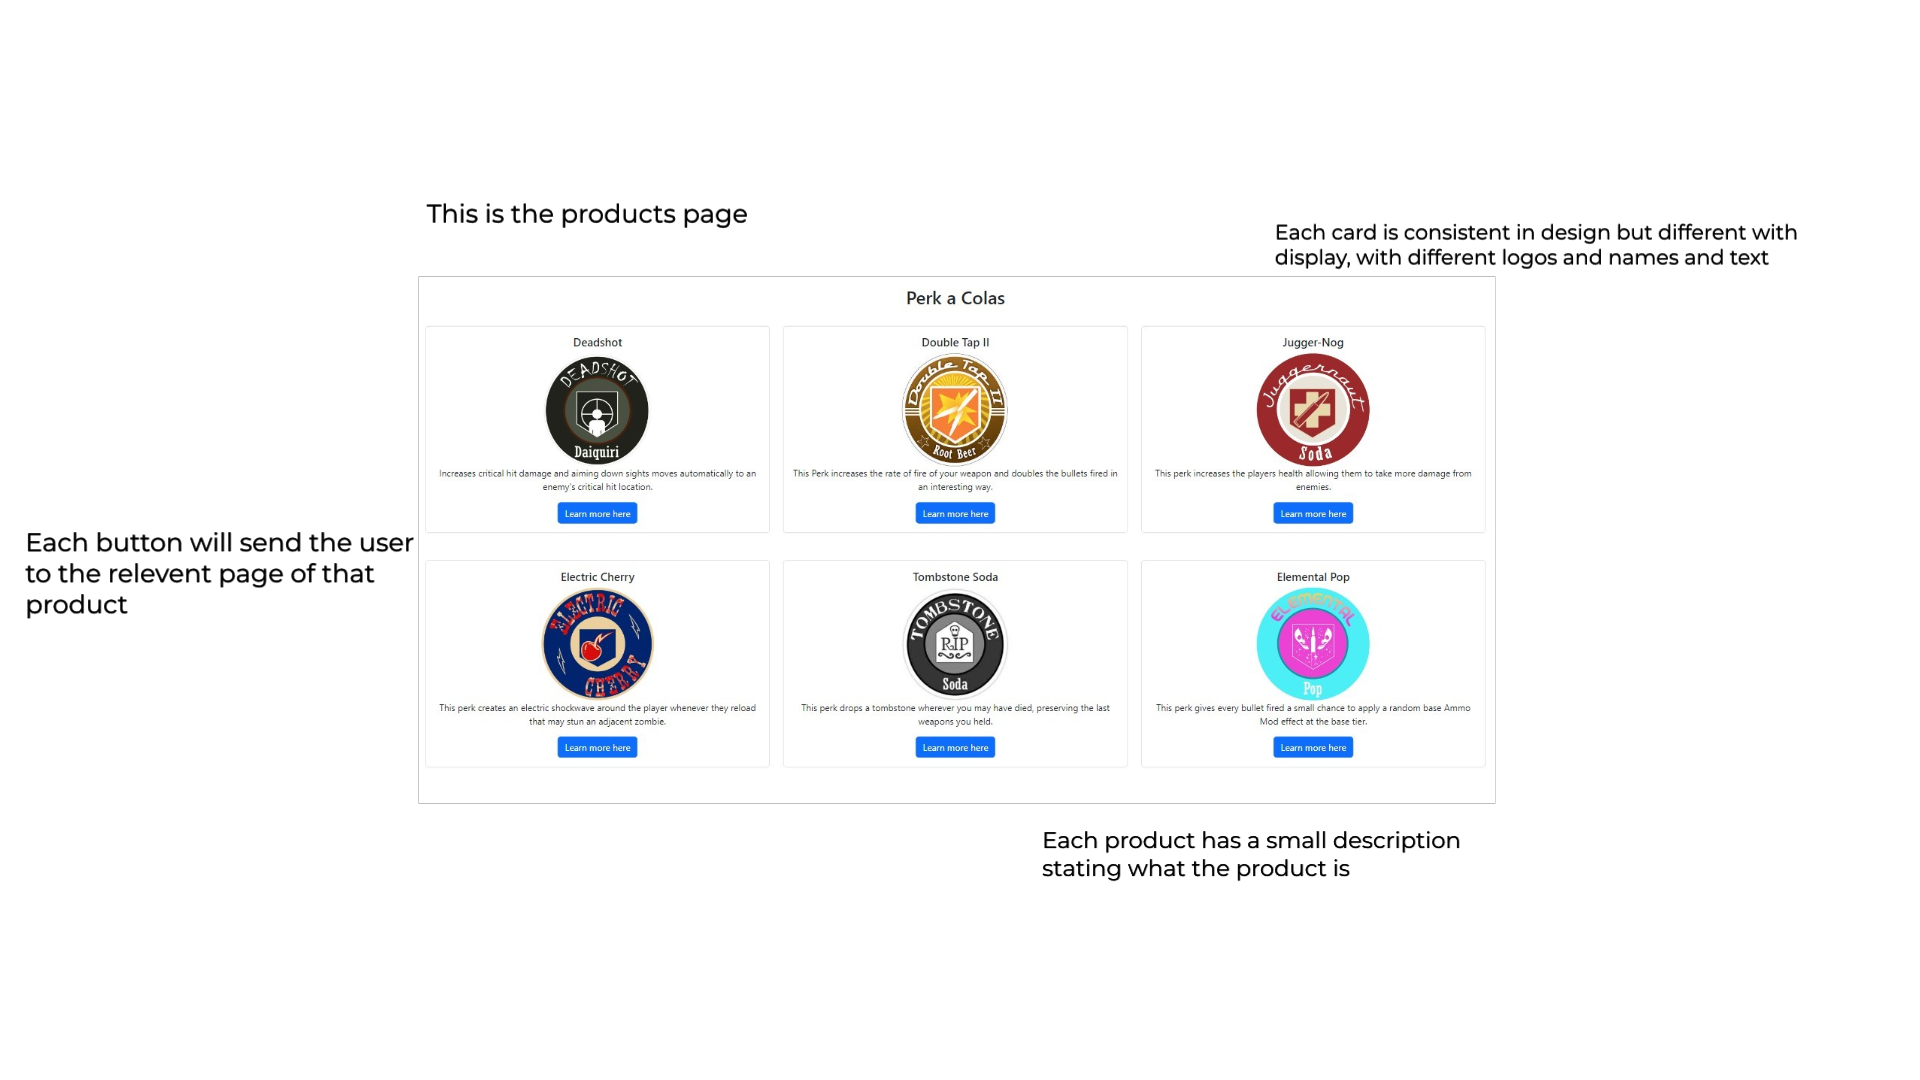 This is the products page
Each card is consistent in design but different with
display, with different logos and names and text
Perk a Colas
Deadshot
DEADSHOT
Daiquiri
Increases critical hit damage and aiming down sights moves automatically to an
enemy's critical hit location.
Learn more here
Double Tap II
Double Tap II
Root Beer
This Perk increases the rate of fire of your weapon and doubles the bullets fired in
an interesting way.
Learn more here
Jugger-Nog
Juggernaut
Soda
This perk increases the players health allowing them to take more damage from
enemies.
Learn more here
Each button will send the user
to the relevent page of that
product
Electric Cherry
ELECTRIC
CHERRY
This perk creates an electric shockwave around the player whenever they reload
that may stun an adjacent zombie.
Learn more here
Tombstone Soda
TOMBSTONE
RIP
Soda
This perk drops a tombstone wherever you may have died, preserving the last
weapons you held.
Learn more here
Elemental Pop
ELEMENTAL
Pop
This perk gives every bullet fired a small chance to apply a random base Ammo
Mod effect at the base tier.
Learn more here
Each product has a small description
stating what the product is